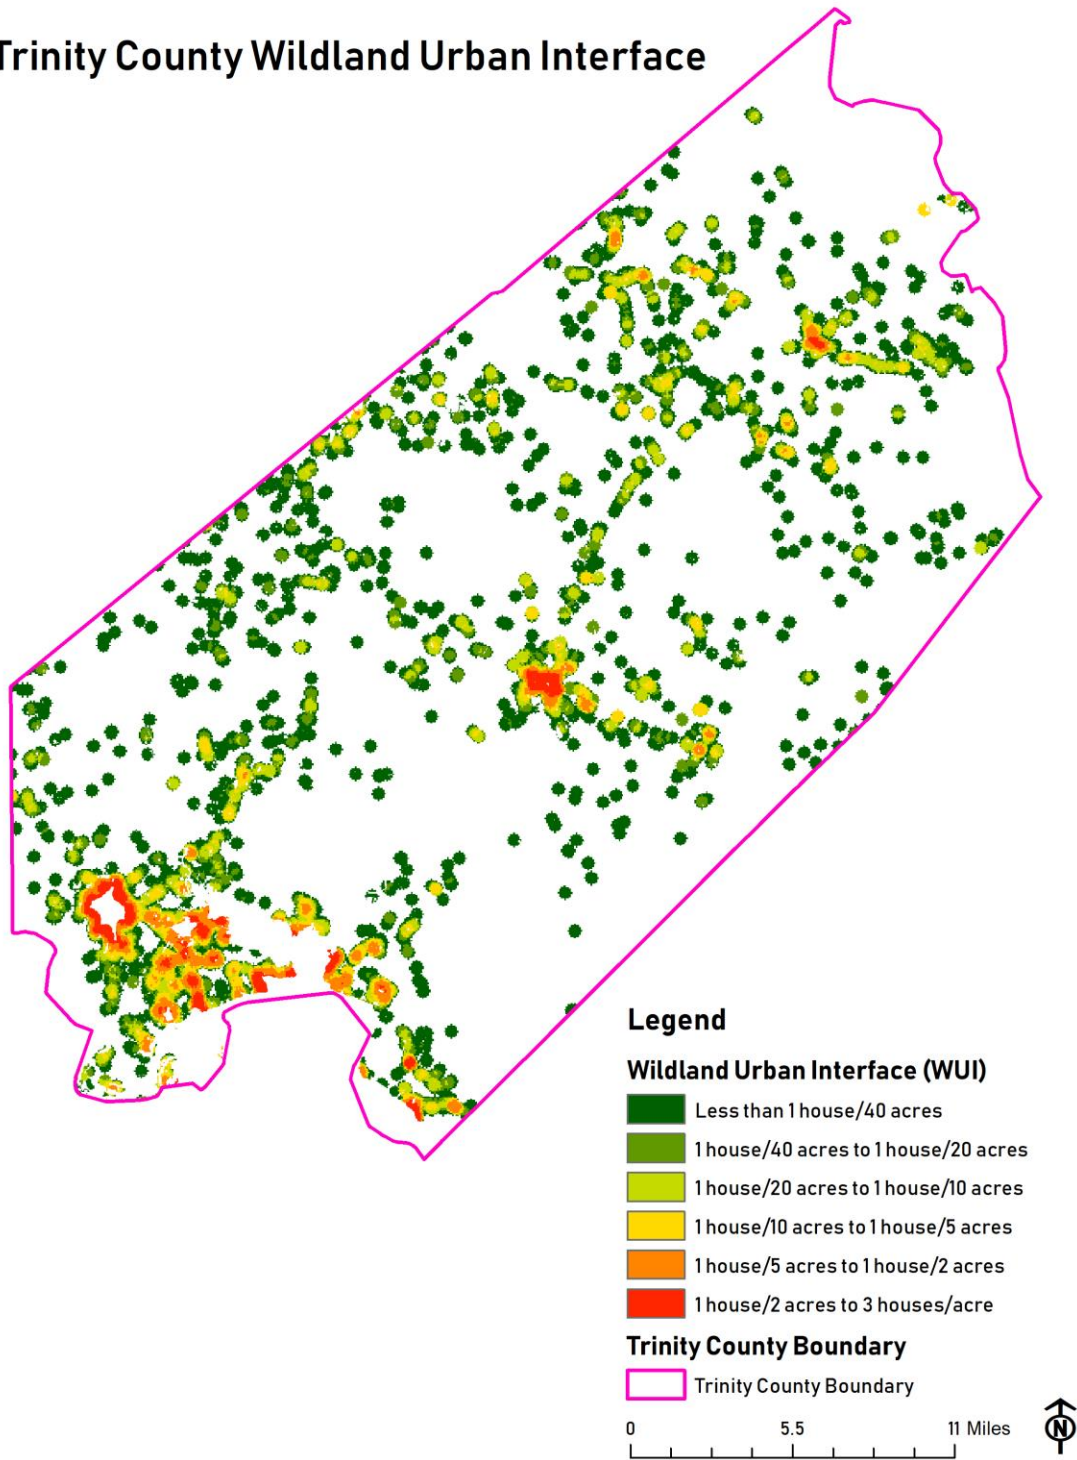 Trinity County Wildland Urban Interface
Legend
Wildland Urban Interface (WUI)
Less than 1 house/40 acres
1 house/40 acres to 1 house/20 acres
1 house/20 acres to 1 house/10 acres
1 house/10 acres to 1 house/5 acres
1 house/5 acres to 1 house/2 acres
1 house/2 acres to 3 houses/acre
Trinity County Boundary
Trinity County Boundary
0 5.5 11 Miles
N